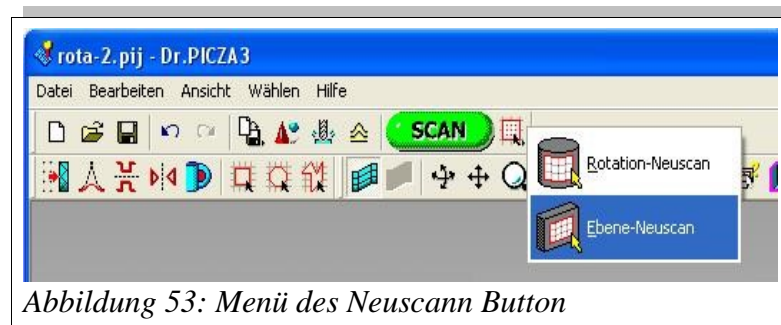 rota-2.pij - Dr.PICZA3
Datei Bearbeiten Ansicht Wählen Hilfe
SCAN
Rotation-Neuscan
Ebene-Neuscan
Abbildung 53: Menü des Neuscann Button